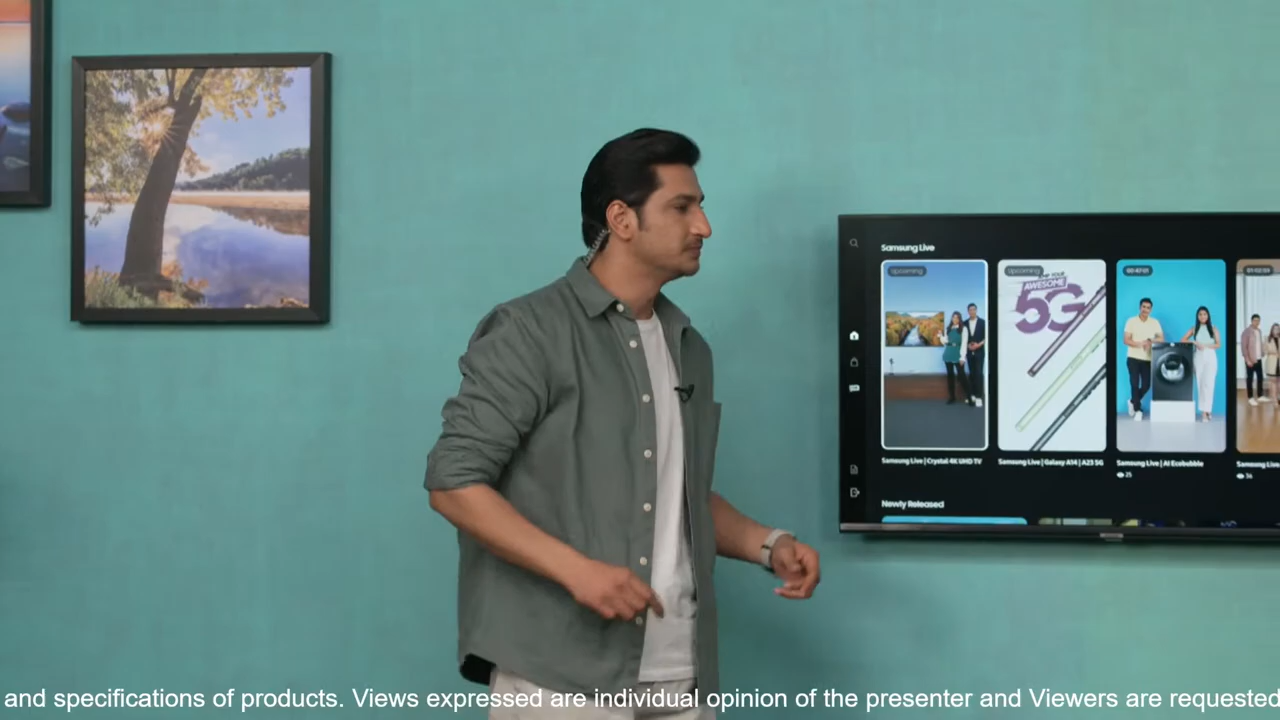 Samsung Live
Upcoming
Upcoming
AWESOME
5G
Samsung Live | Crystal 4K UHD TV
Samsung Live | Galaxy A14 | A23 5G
Samsung Live | AI Ecobubble
Samsung Live
25
Newly Released
and specifications of products. Views expressed are individual opinion of the presenter and Viewers are requested